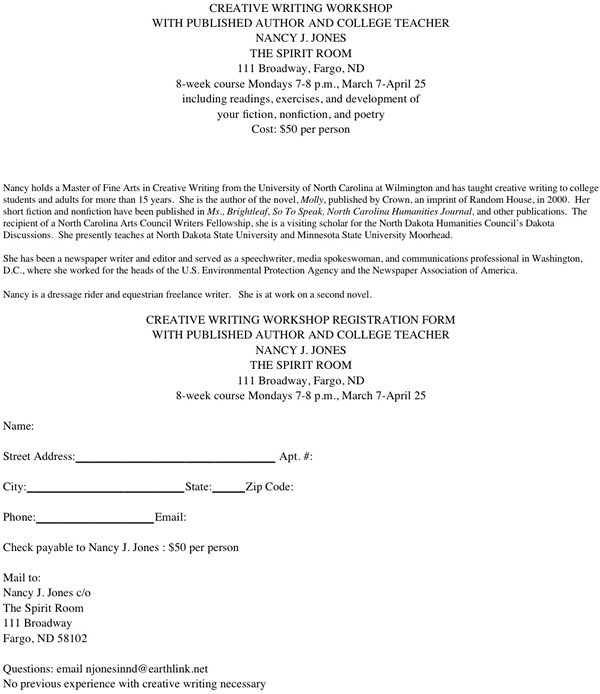 CREATIVE WRITING WORKSHOP
WITH PUBLISHED AUTHOR AND COLLEGE TEACHER
NANCY J. JONES
THE SPIRIT ROOM
111 Broadway, Fargo, ND
8-week course Mondays 7-8 p.m., March 7-April 25
including readings, exercises, and development of
your fiction, nonfiction, and poetry
Cost: $50 per person
Nancy holds a Master of Fine Arts in Creative Writing from the University of North Carolina at Wilmington and has taught creative writing to college
students and adults for more than 15 years. She is the author of the novel, Molly, published by Crown, an imprint of Random House, in 2000. Her
short fiction and nonfiction have been published in Ms., Brightleaf, So To Speak, North Carolina Humanities Journal, and other publications. The
recipient of a North Carolina Arts Council Writers Fellowship, she is a visiting scholar for the North Dakota Humanities Council's Dakota
Discussions. She presently teaches at North Dakota State University and Minnesota State University Moorhead.
She has been a newspaper writer and editor and served as a speechwriter, media spokeswoman, and communications professional in Washington,
D.C., where she worked for the heads of the U.S. Environmental Protection Agency and the Newspaper Association of America.
Nancy is a dressage rider and equestrian freelance writer. She is at work on a second novel.
CREATIVE WRITING WORKSHOP REGISTRATION FORM
WITH PUBLISHED AUTHOR AND COLLEGE TEACHER
NANCY J. JONES
THE SPIRIT ROOM
111 Broadway, Fargo, ND
8-week course Mondays 7-8 p.m., March 7-April 25
Name:
Street Address:__________________________________ Apt. #:
City:___________________________State:_____Zip Code:
Phone:____________________Email:
Check payable to Nancy J. Jones : $50 per person
Mail to:
Nancy J. Jones c/o
The Spirit Room
111 Broadway
Fargo, ND 58102
Questions: email njonesinnd@earthlink.net
No previous experience with creative writing necessary